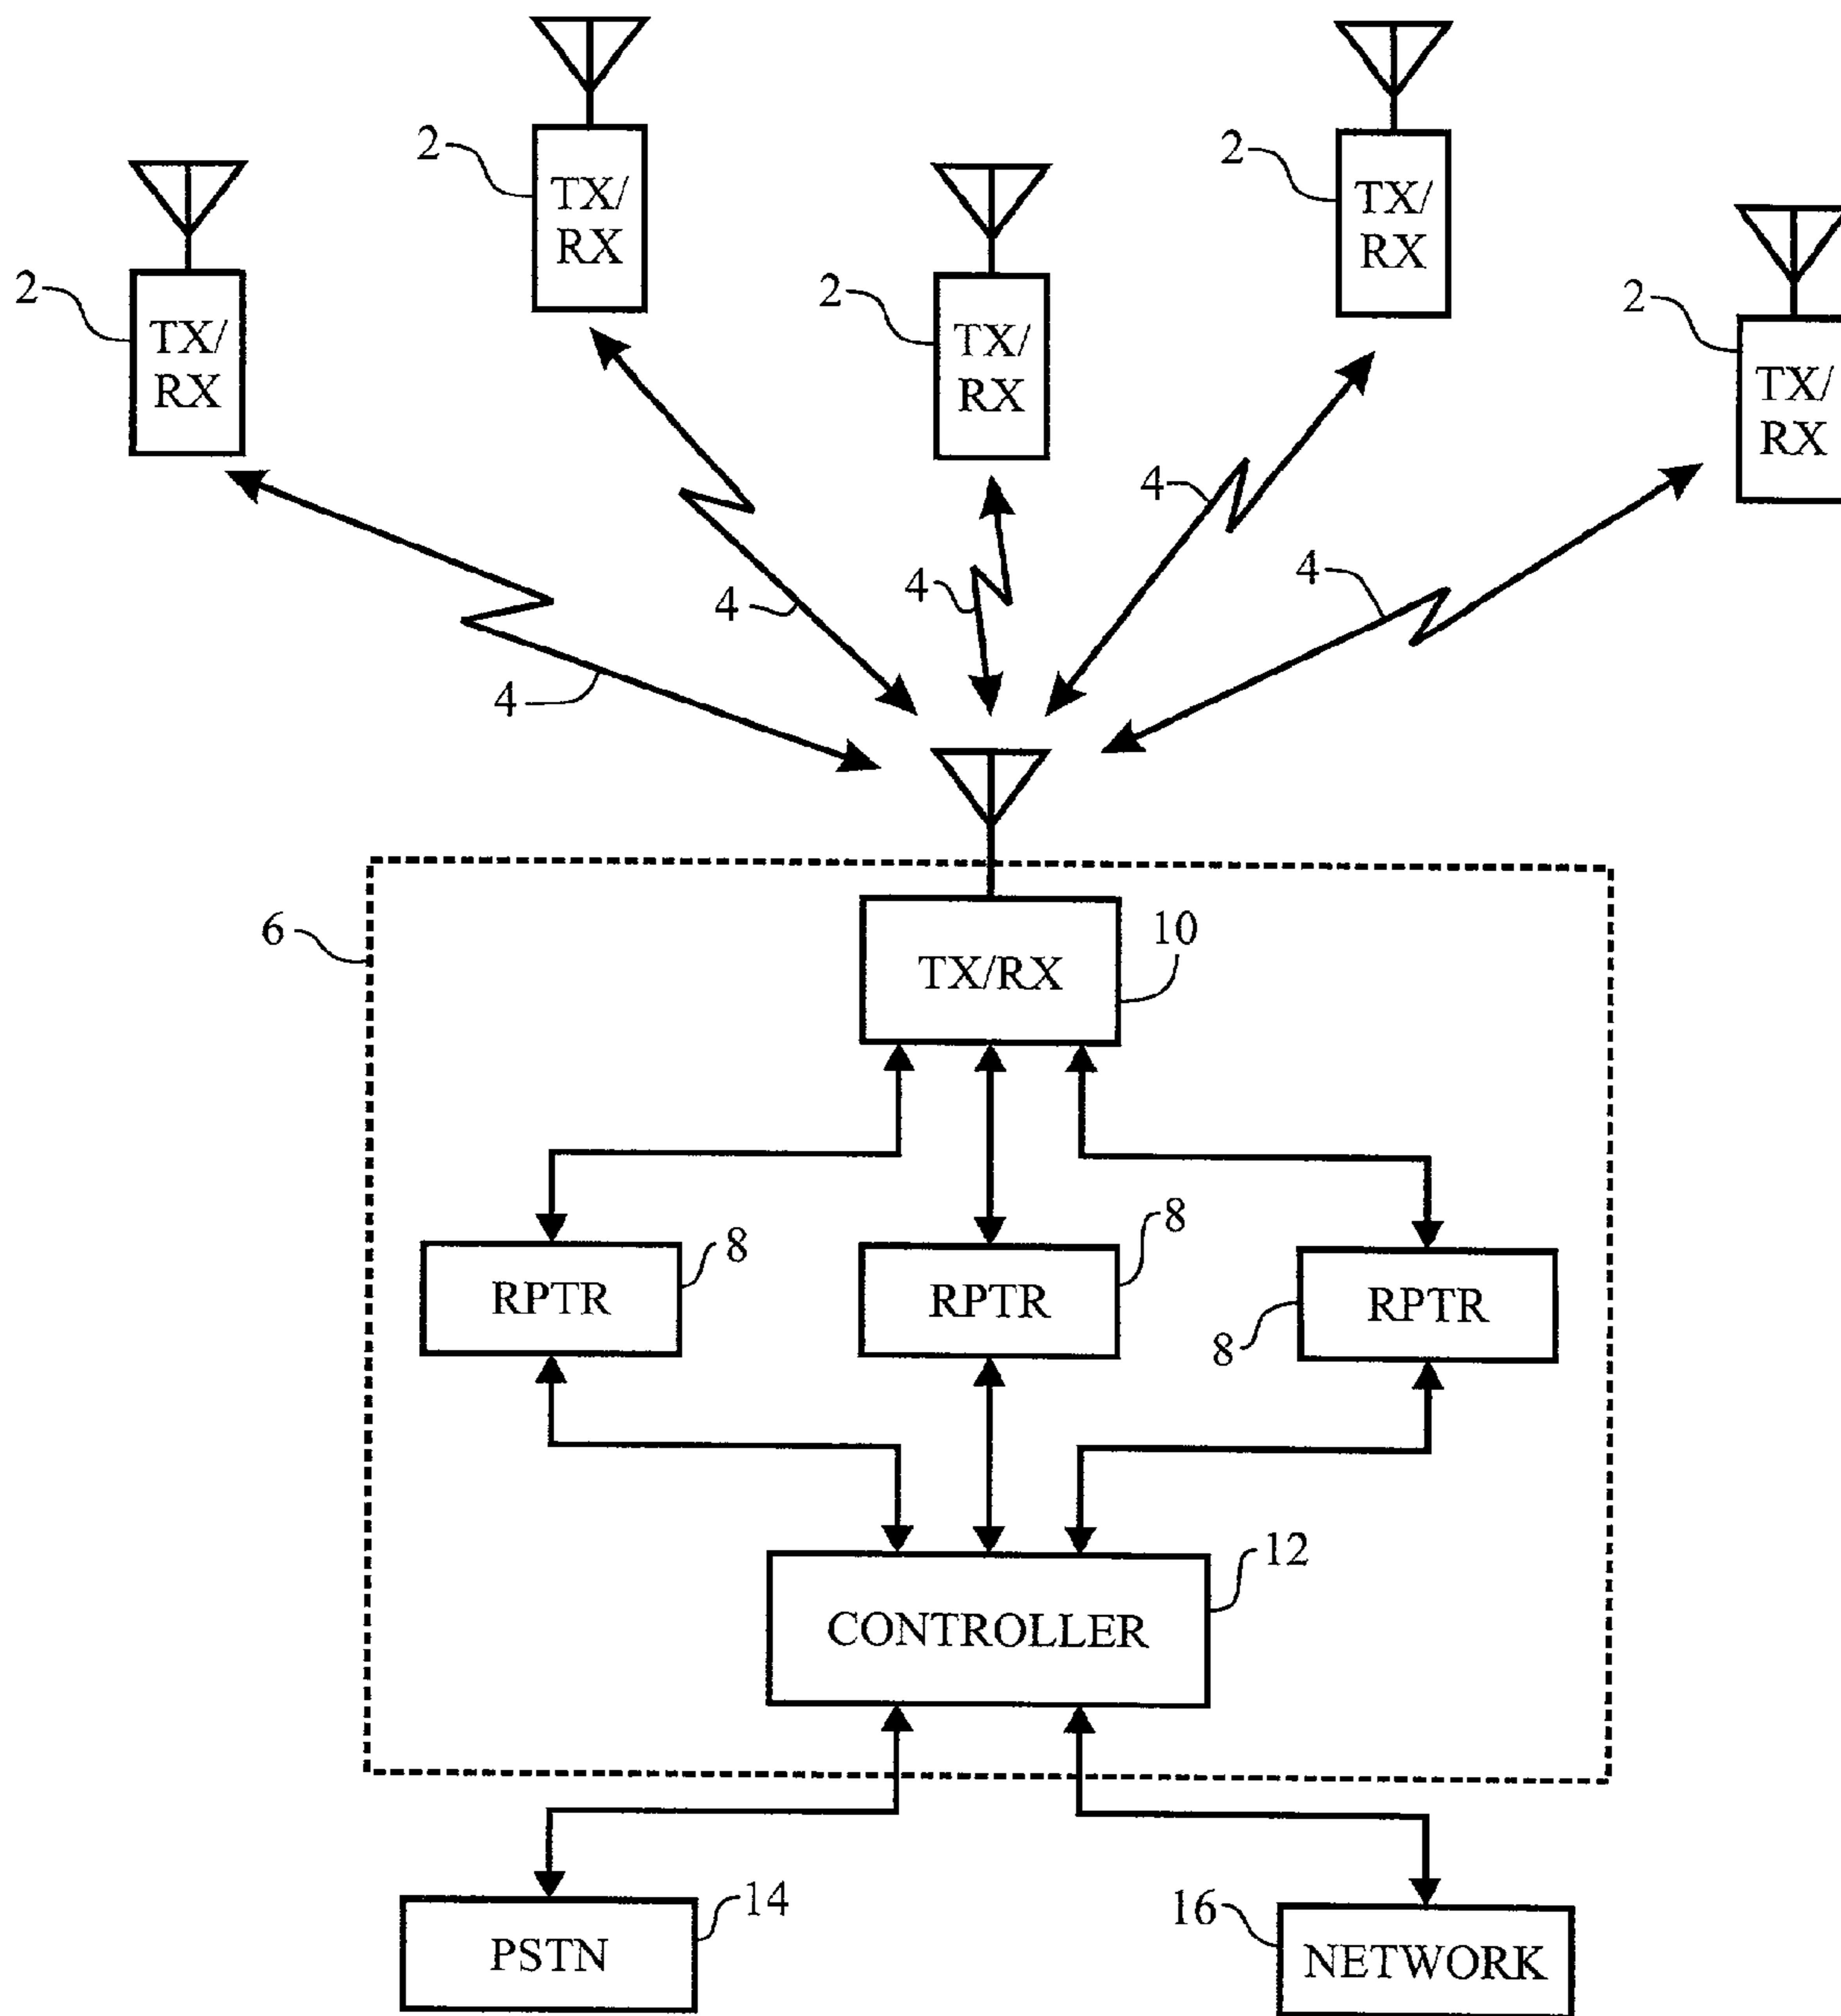 2
TX/
RX
2
TX/
RX
2
TX/
RX
2
TX/
RX
2
TX/
RX
4
4
4
4
4
6
TX/RX
10
RPTR
8
RPTR
8
RPTR
8
CONTROLLER
12
PSTN
14
16
NETWORK